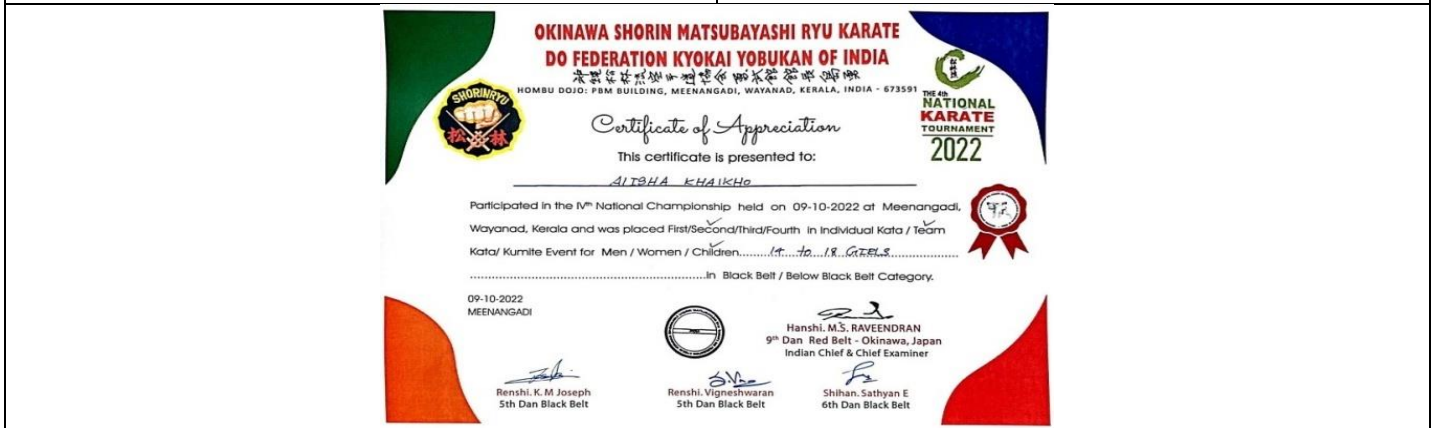 OKINAWA SHORIN MATSUBAYASHI RYU KARATE
DO FEDERATION KYOKAI YOBUKAN OF INDIA
HOMBU DOJO: PBM BUILDING, MEENANGADI, WAYANAD, KERALA, INDIA - 673591
SHORINRYU
松 林
THE 4th
NATIONAL
KARATE
TOURNAMENT
2022
Certificate of Appreciation
This certificate is presented to:
AITSHA KHAIKHO
Participated in the IVth National Championship held on 09-10-2022 at Meenangadi,
Wayanad, Kerala and was placed First/Second/Third/Fourth in Individual Kata / Team
Kata/ Kumite Event for Men / Women / Children.........14 to 18 GIRLS................
..........................................................In Black Belt / Below Black Belt Category.
09-10-2022
MEENANGADI
Hanshi. M.S. RAVEENDRAN
9th Dan Red Belt - Okinawa, Japan
Indian Chief & Chief Examiner
Renshi. K. M Joseph
5th Dan Black Belt
Renshi. Vigneshwaran
5th Dan Black Belt
Shihan. Sathyan E
6th Dan Black Belt